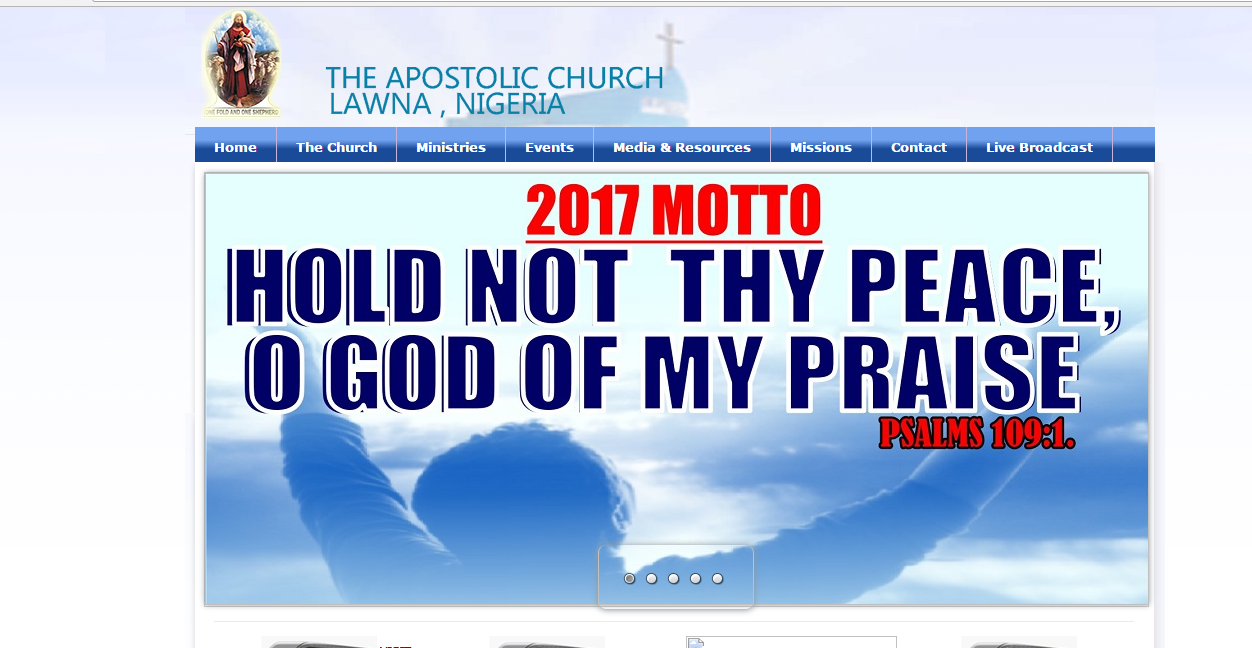 THE APOSTOLIC CHURCH
LAWNA , NIGERIA
ONE FOLD AND ONE SHEPHERD
Home
The Church
Ministries
Events
Media & Resources
Missions
Contact
Live Broadcast
2017 MOTTO
HOLD NOT THY PEACE,
O GOD OF MY PRAISE
PSALMS 109:1.